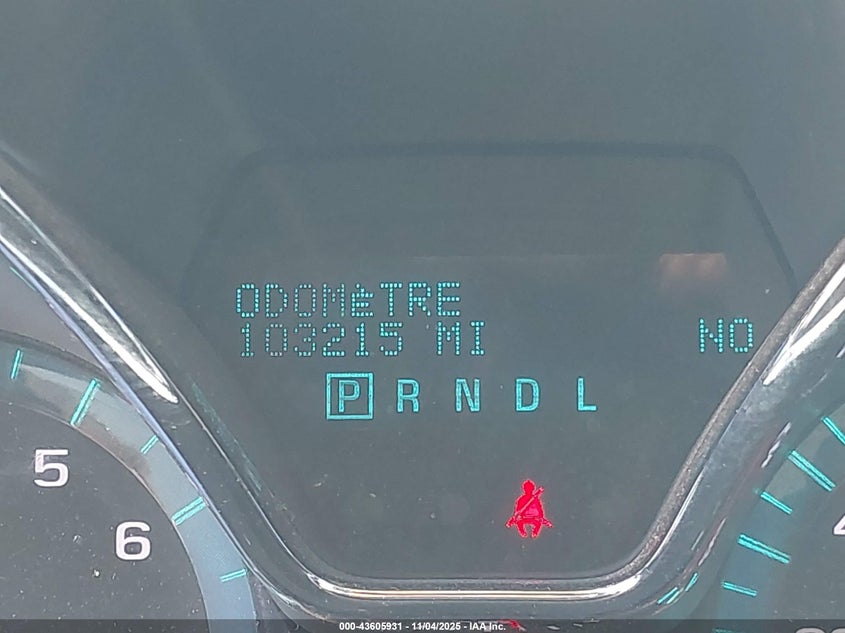 ODOMÈTRE
103215 MI NO
P R N D L
5
6
000-43605931 - 11/04/2025 - IAA Inc.